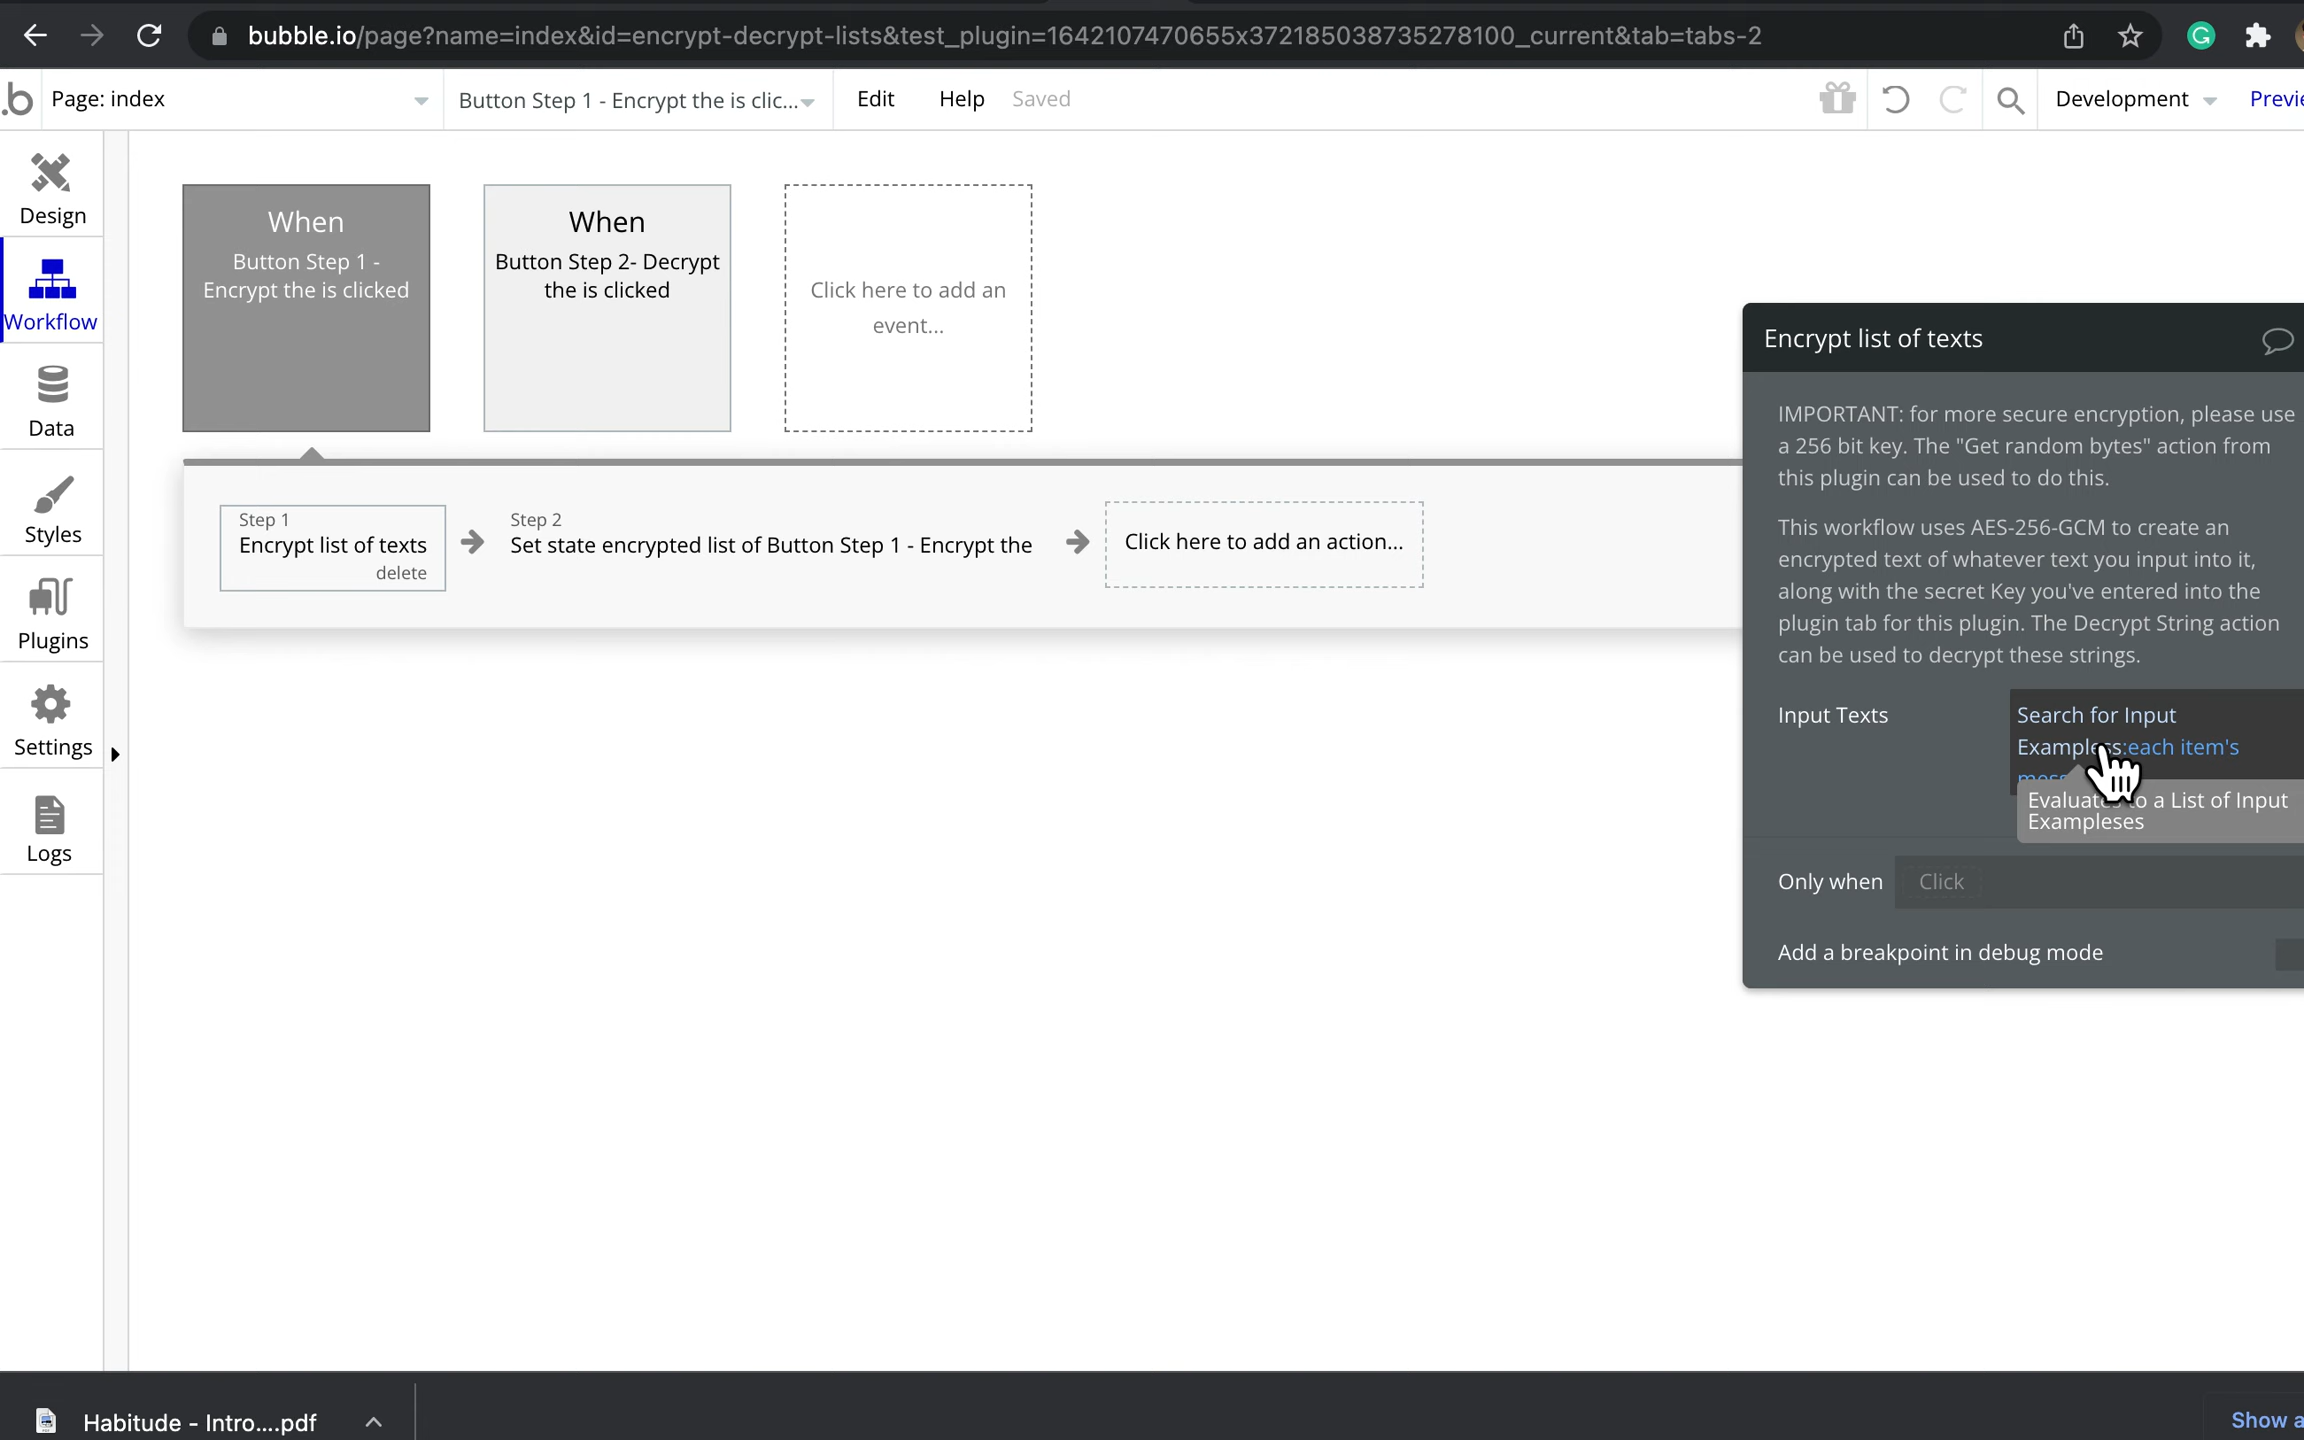 bubble.io/page?name=index&id=encrypt-decrypt-lists&test_plugin=1642107470655x372185038735278100_current&tab=tabs-2
Page: index
Button Step 1 - Encrypt the is clic...
Edit
Help
Saved
Development
Previe
Design
Workflow
Data
Styles
Plugins
Settings
Logs
When
Button Step 1 -
Encrypt the is clicked
When
Button Step 2- Decrypt
the is clicked
Click here to add an
event...
Step 1
Encrypt list of texts
delete
Step 2
Set state encrypted list of Button Step 1 - Encrypt the
Click here to add an action...
Encrypt list of texts
IMPORTANT: for more secure encryption, please use
a 256 bit key. The "Get random bytes" action from
this plugin can be used to do this.
This workflow uses AES-256-GCM to create an
encrypted text of whatever text you input into it,
along with the secret Key you've entered into the
plugin tab for this plugin. The Decrypt String action
can be used to decrypt these strings.
Input Texts
Search for Input
Exampless:each item's
Evaluates to a List of Input
Exampleses
Only when
Click
Add a breakpoint in debug mode
Habitude - Intro....pdf
Show a